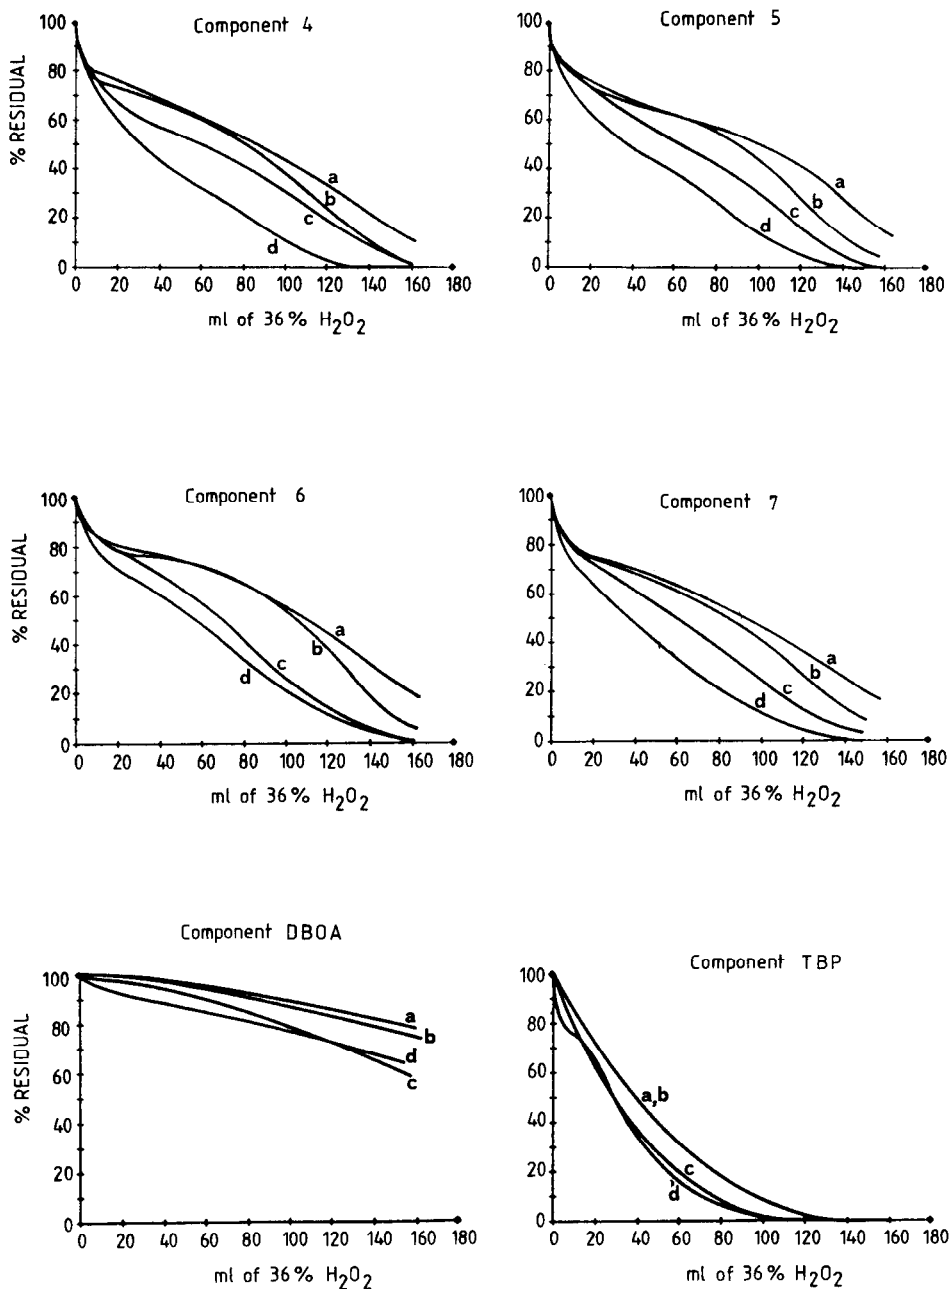 Component 4
% RESIDUAL
100
80
60
40
20
0
a
b
c
d
0 20 40 60 80 100 120 140 160 180
ml of 36% H₂O₂
Component 5
100
80
60
40
20
0
a
b
c
d
0 20 40 60 80 100 120 140 160 180
ml of 36% H₂O₂
Component 6
% RESIDUAL
100
80
60
40
20
0
a
b
c
d
0 20 40 60 80 100 120 140 160 180
ml of 36% H₂O₂
Component 7
100
80
60
40
20
0
a
b
c
d
0 20 40 60 80 100 120 140 160 180
ml of 36% H₂O₂
Component DBOA
% RESIDUAL
100
80
60
40
20
0
a
b
d
c
20 40 60 80 100 120 140 160 180
ml of 36% H₂O₂
Component TBP
100
80
60
40
20
0
a,b
c
d
0 20 40 60 80 100 120 140 160 180
ml of 36% H₂O₂